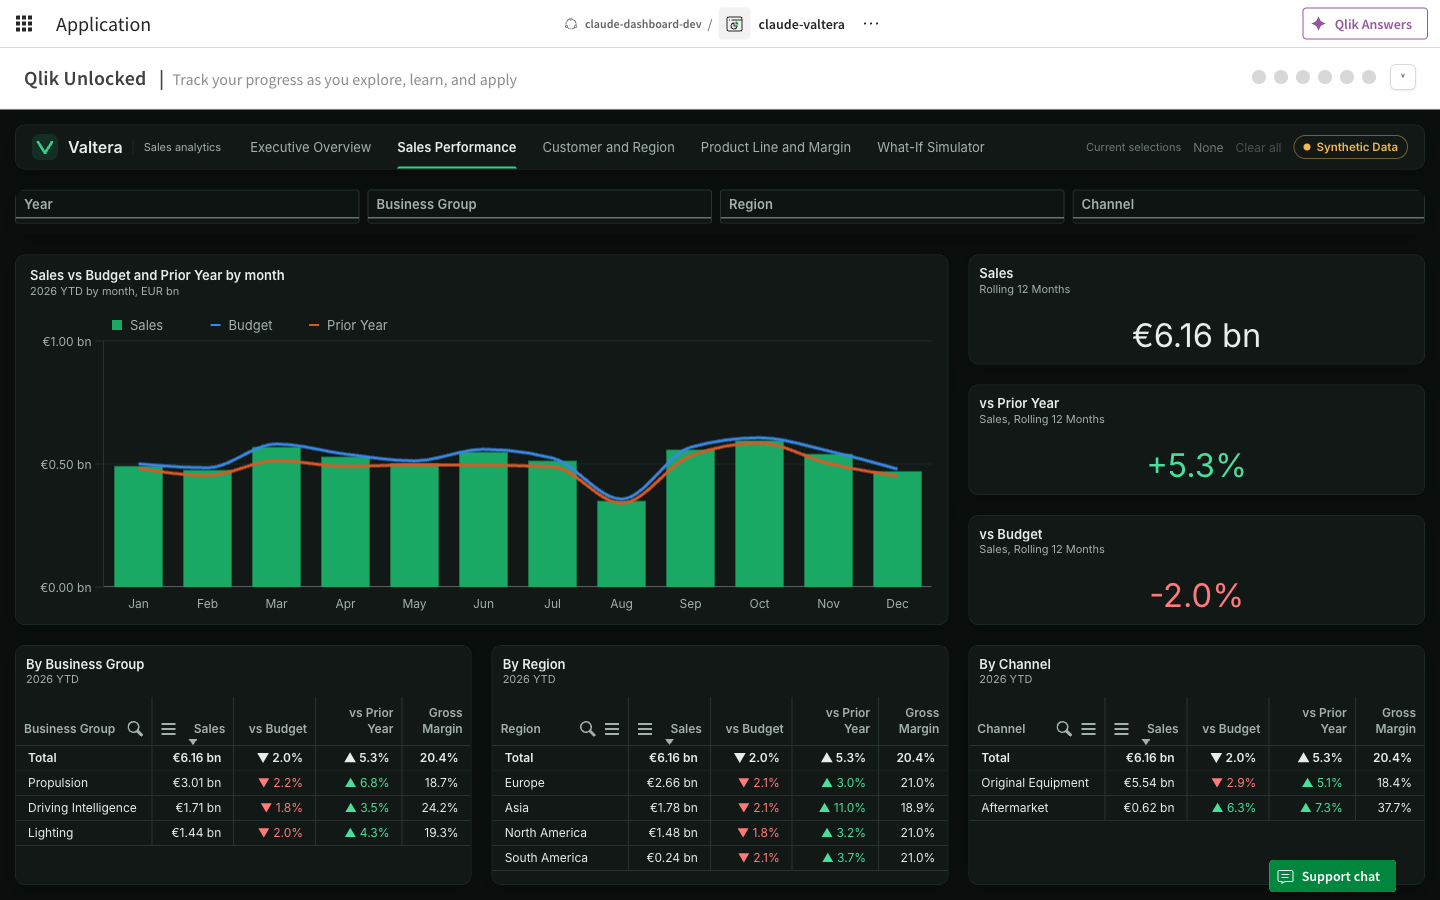 Application
claude-dashboard-dev / claude-valtera ...
Qlik Answers
Qlik Unlocked | Track your progress as you explore, learn, and apply
Valtera Sales analytics Executive Overview Sales Performance Customer and Region Product Line and Margin What-If Simulator Current selections None Clear all Synthetic Data
Year Business Group Region Channel
Sales vs Budget and Prior Year by month
2026 YTD by month, EUR bn
Sales Budget Prior Year
€1.00 bn
€0.50 bn
€0.00 bn
Jan Feb Mar Apr May Jun Jul Aug Sep Oct Nov Dec
Sales
Rolling 12 Months
€6.16 bn
vs Prior Year
Sales, Rolling 12 Months
+5.3%
vs Budget
Sales, Rolling 12 Months
-2.0%
By Business Group
2026 YTD
Business Group Sales vs Budget vs Prior Year Gross Margin
Total €6.16 bn ▼ 2.0% ▲ 5.3% 20.4%
Propulsion €3.01 bn ▼ 2.2% ▲ 6.8% 18.7%
Driving Intelligence €1.71 bn ▼ 1.8% ▲ 3.5% 24.2%
Lighting €1.44 bn ▼ 2.0% ▲ 4.3% 19.3%
By Region
2026 YTD
Region Sales vs Budget vs Prior Year Gross Margin
Total €6.16 bn ▼ 2.0% ▲ 5.3% 20.4%
Europe €2.66 bn ▼ 2.1% ▲ 3.0% 21.0%
Asia €1.78 bn ▼ 2.1% ▲ 11.0% 18.9%
North America €1.48 bn ▼ 1.8% ▲ 3.2% 21.0%
South America €0.24 bn ▼ 2.1% ▲ 3.7% 21.0%
By Channel
2026 YTD
Channel Sales vs Budget vs Prior Year Gross Margin
Total €6.16 bn ▼ 2.0% ▲ 5.3% 20.4%
Original Equipment €5.54 bn ▼ 2.9% ▲ 5.1% 18.4%
Aftermarket €0.62 bn ▲ 6.3% ▲ 7.3% 37.7%
Support chat